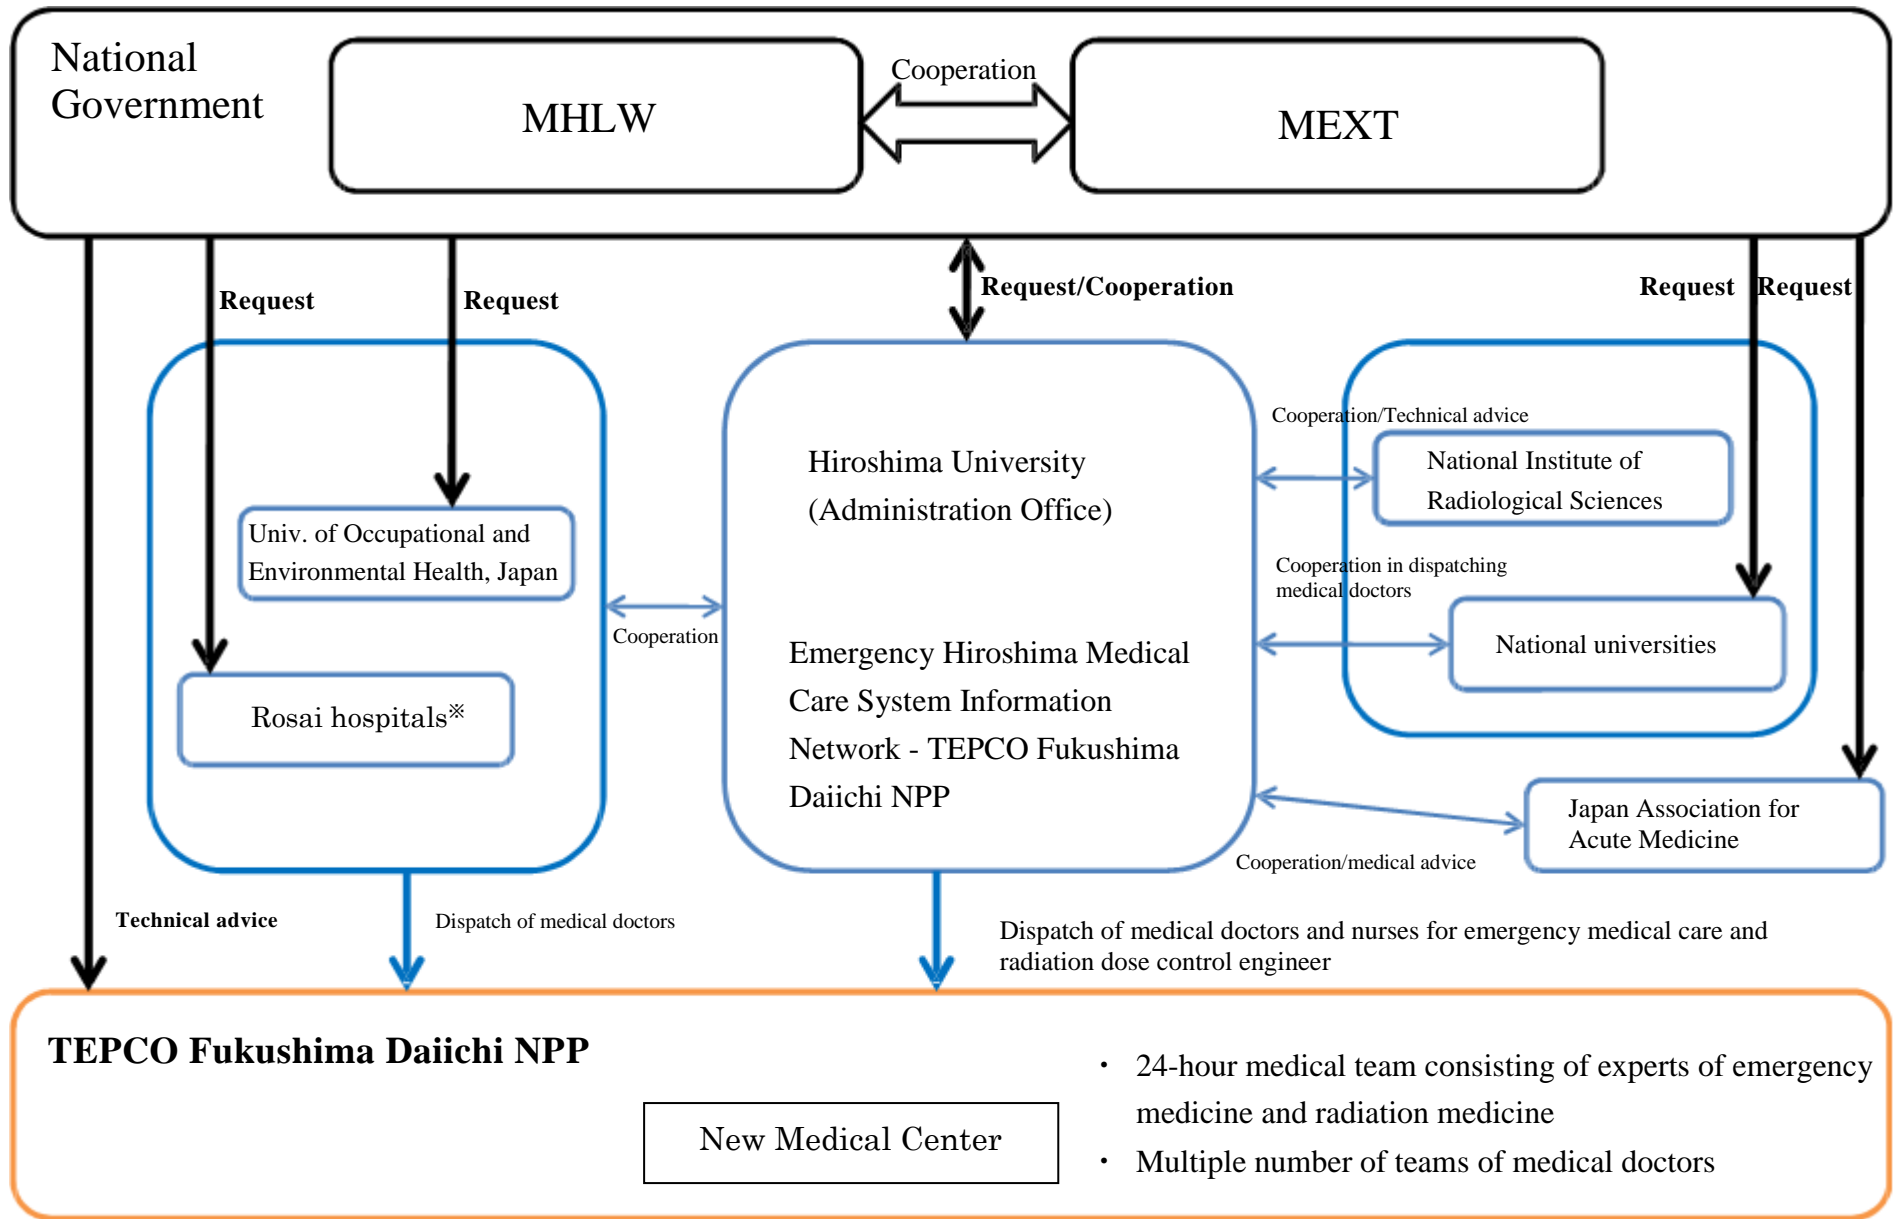 National
Government
MHLW
Cooperation
MEXT
Request
Request
Request/Cooperation
Request
Request
Univ. of Occupational and
Environmental Health, Japan
Rosai hospitals※
Cooperation
Hiroshima University
(Administration Office)
Emergency Hiroshima Medical
Care System Information
Network - TEPCO Fukushima
Daiichi NPP
Cooperation/Technical advice
National Institute of
Radiological Sciences
Cooperation in dispatching
medical doctors
National universities
Japan Association for
Acute Medicine
Cooperation/medical advice
Technical advice
Dispatch of medical doctors
Dispatch of medical doctors and nurses for emergency medical care and
radiation dose control engineer
TEPCO Fukushima Daiichi NPP
New Medical Center
・ 24-hour medical team consisting of experts of emergency
medicine and radiation medicine
・ Multiple number of teams of medical doctors